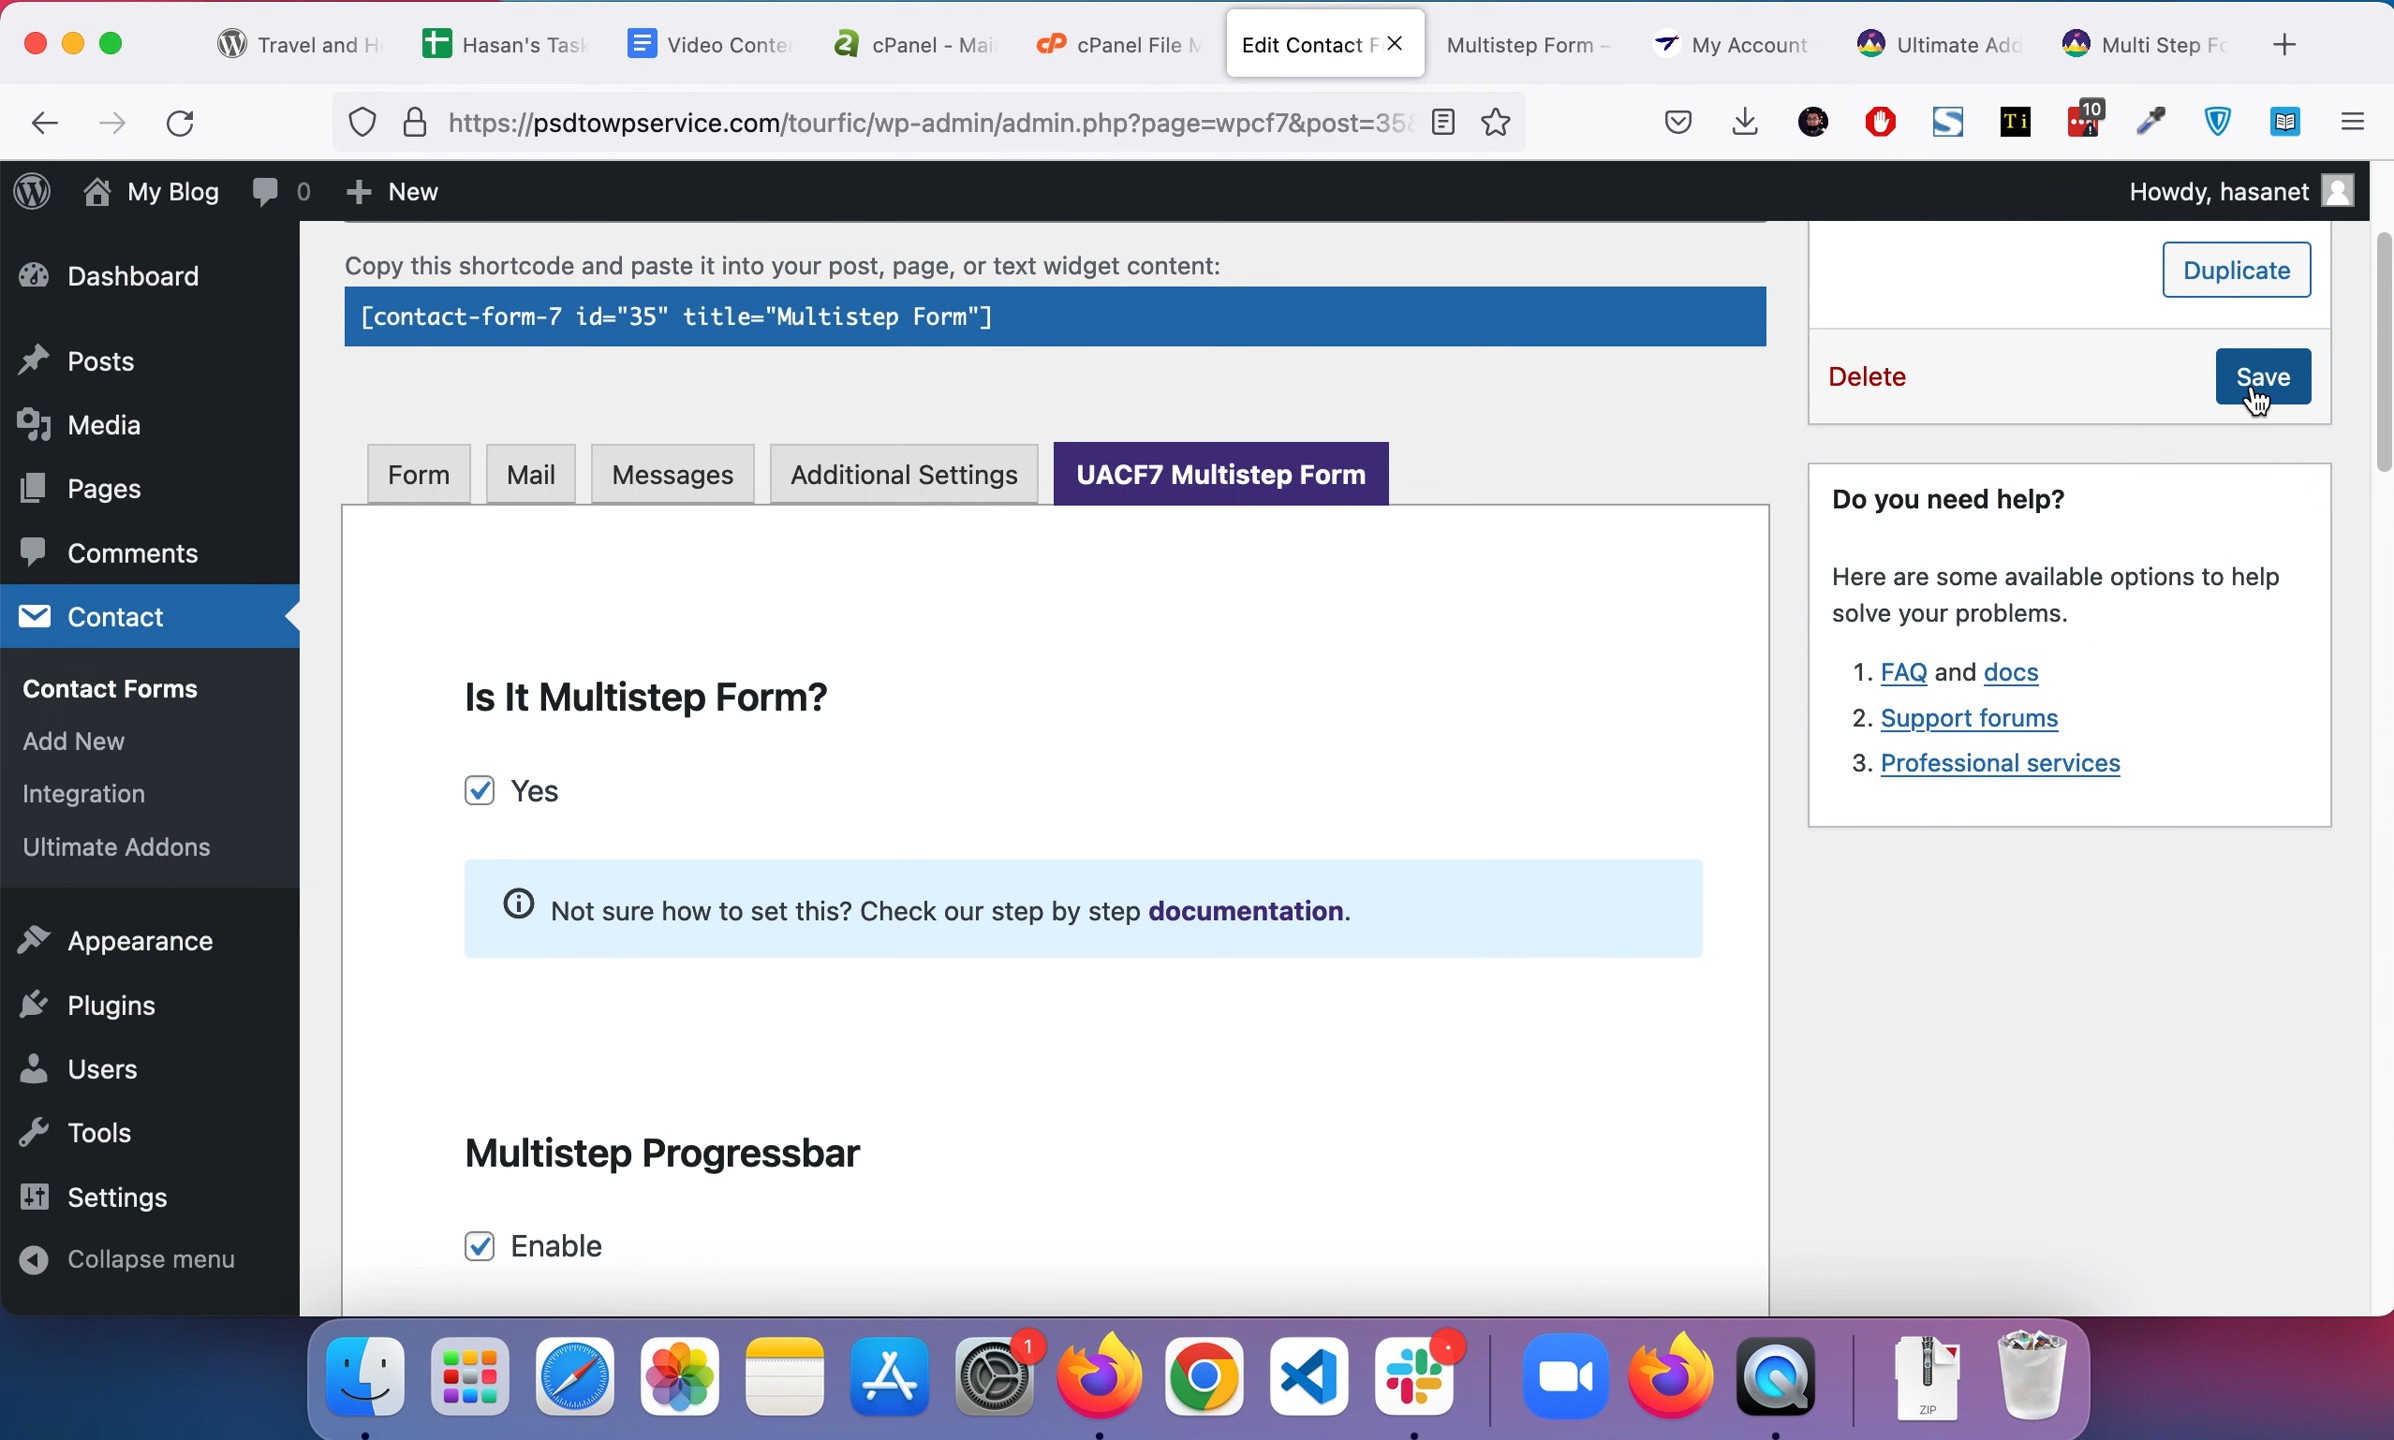 Travel and H
Hasan's Task
Video Conte
cPanel - Mai
cPanel File M
Edit Contact F
Multistep Form -
My Account
Ultimate Add
Multi Step Fo
https://psdtowpservice.com/tourfic/wp-admin/admin.php?page=wpcf7&post=358
Ti
10
My Blog
0
New
Howdy, hasanet
Dashboard
Posts
Media
Pages
Comments
Contact
Contact Forms
Add New
Integration
Ultimate Addons
Appearance
Plugins
Users
Tools
Settings
Collapse menu
Copy this shortcode and paste it into your post, page, or text widget content:
[contact-form-7 id="35" title="Multistep Form"]
Form
Mail
Messages
Additional Settings
UACF7 Multistep Form
Is It Multistep Form?
Yes
Not sure how to set this? Check our step by step documentation.
Multistep Progressbar
Enable
Duplicate
Delete
Save
Do you need help?
Here are some available options to help
solve your problems.
1. FAQ and docs
2. Support forums
3. Professional services
1
ZIP